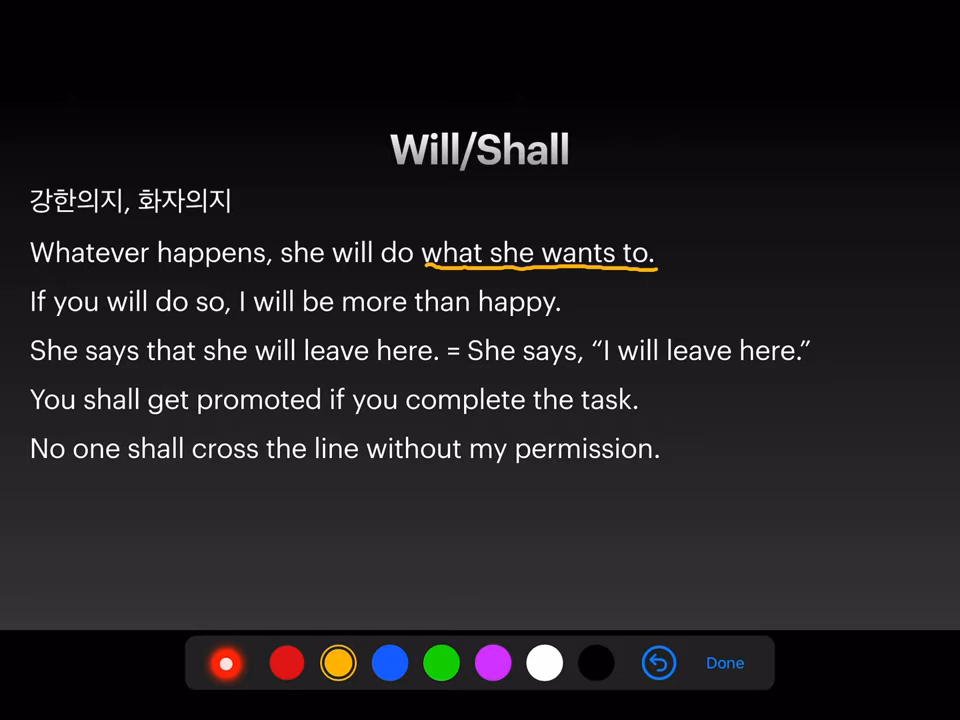 Will/Shall
강한의지, 화자의지
Whatever happens, she will do what she wants to.
If you will do so, I will be more than happy.
She says that she will leave here. = She says, “I will leave here.”
You shall get promoted if you complete the task.
No one shall cross the line without my permission.
Done